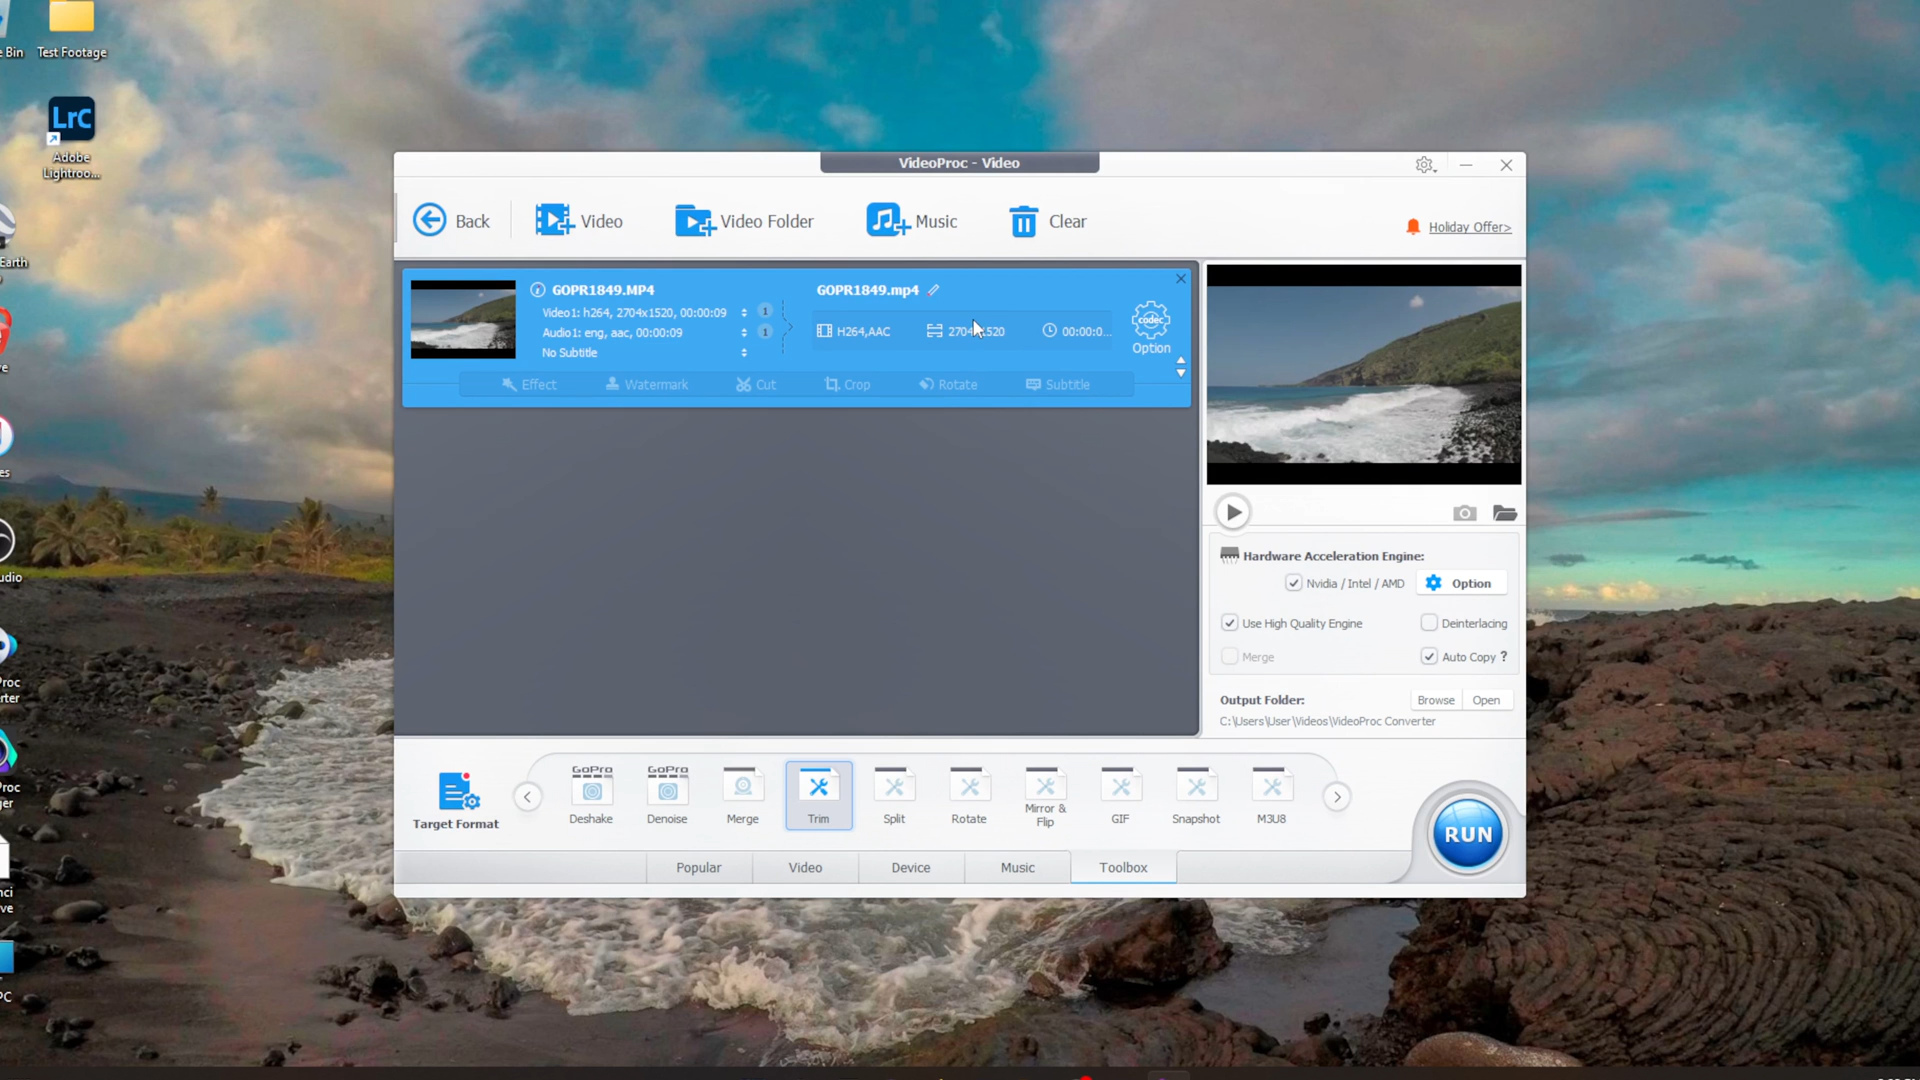 e Bin
Test Footage
LrC
Adobe
Lightroo...
Earth
udio
Proc
rter
Proc
ger
PC
VideoProc - Video
Back
Video
Video Folder
Music
Clear
Holiday Offer>
GOPR1849.MP4
Video1: h264, 2704x1520, 00:00:09
1
Audio1: eng, aac, 00:00:09
1
No Subtitle
GOPR1849.mp4
H264,AAC
2704x1520
00:00:0...
codec
Option
Effect
Watermark
Cut
Crop
Rotate
Subtitle
Hardware Acceleration Engine:
Nvidia / Intel / AMD
Option
Use High Quality Engine
Deinterlacing
Merge
Auto Copy ?
Output Folder:
Browse
Open
C:\Users\User\Videos\VideoProc Converter
Target Format
GoPro
Deshake
GoPro
Denoise
Merge
Trim
Split
Rotate
Mirror &
Flip
GIF
Snapshot
M3U8
RUN
Popular
Video
Device
Music
Toolbox